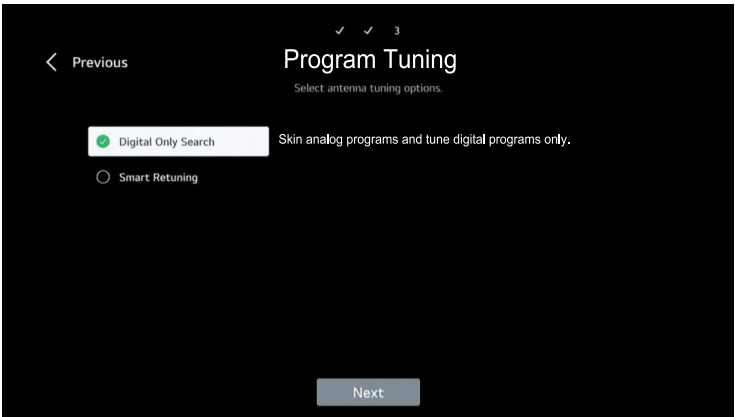 ✓ ✓ 3
Previous
Program Tuning
Select antenna tuning options.
Digital Only Search
Skin analog programs and tune digital programs only.
Smart Retuning
Next